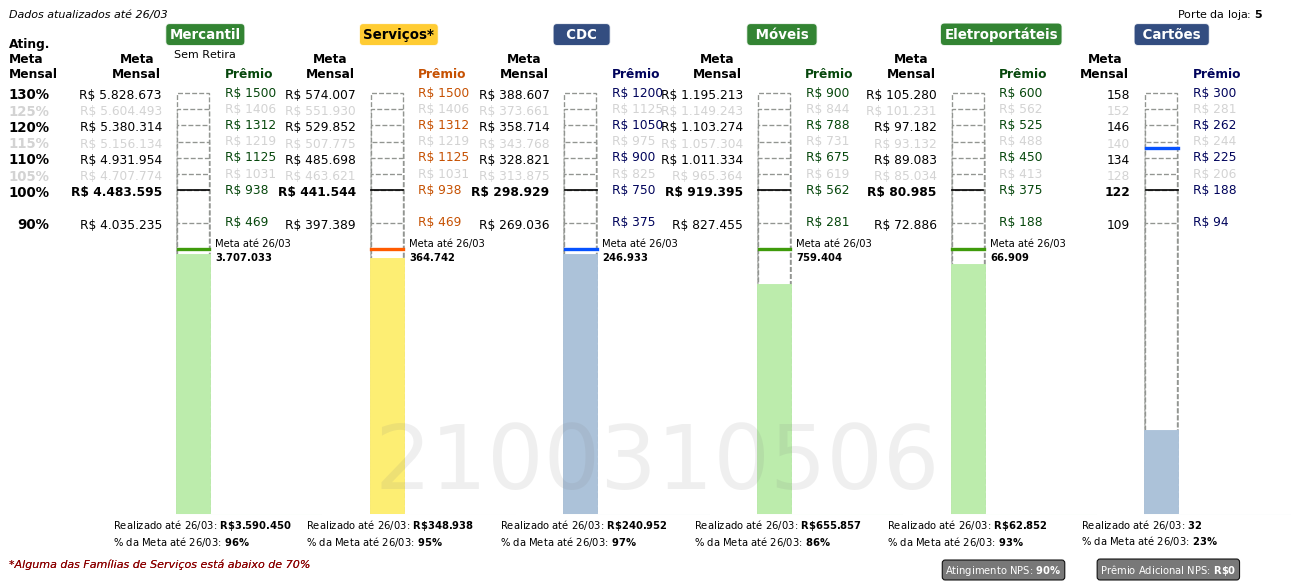 Dados atualizados até 26/03
Porte da loja: 5
Mercantil Serviços* CDC Móveis Eletroportáteis Cartões
Sem Retira
Ating.
Meta
Mensal
Meta Mensal Prêmio Meta Mensal Prêmio Meta Mensal Prêmio Meta Mensal Prêmio Meta Mensal Prêmio Meta Mensal Prêmio
130% R$ 5.828.673 R$ 1500 R$ 574.007 R$ 1500 R$ 388.607 R$ 1200 R$ 1.195.213 R$ 900 R$ 105.280 R$ 600 158 R$ 300
125% R$ 5.604.493 R$ 1406 R$ 551.930 R$ 1406 R$ 373.661 R$ 1125 R$ 1.149.243 R$ 844 R$ 101.231 R$ 562 152 R$ 281
120% R$ 5.380.314 R$ 1312 R$ 529.852 R$ 1312 R$ 358.714 R$ 1050 R$ 1.103.274 R$ 788 R$ 97.182 R$ 525 146 R$ 262
115% R$ 5.156.134 R$ 1219 R$ 507.775 R$ 1219 R$ 343.768 R$ 975 R$ 1.057.304 R$ 731 R$ 93.132 R$ 488 140 R$ 244
110% R$ 4.931.954 R$ 1125 R$ 485.698 R$ 1125 R$ 328.821 R$ 900 R$ 1.011.334 R$ 675 R$ 89.083 R$ 450 134 R$ 225
105% R$ 4.707.774 R$ 1031 R$ 463.621 R$ 1031 R$ 313.875 R$ 825 R$ 965.364 R$ 619 R$ 85.034 R$ 413 128 R$ 206
100% R$ 4.483.595 R$ 938 R$ 441.544 R$ 938 R$ 298.929 R$ 750 R$ 919.395 R$ 562 R$ 80.985 R$ 375 122 R$ 188
90% R$ 4.035.235 R$ 469 R$ 397.389 R$ 469 R$ 269.036 R$ 375 R$ 827.455 R$ 281 R$ 72.886 R$ 188 109 R$ 94
Meta até 26/03 Meta até 26/03 Meta até 26/03 Meta até 26/03 Meta até 26/03
3.707.033 364.742 246.933 759.404 66.909
2100310506
Realizado até 26/03: R$3.590.450 Realizado até 26/03: R$348.938 Realizado até 26/03: R$240.952 Realizado até 26/03: R$655.857 Realizado até 26/03: R$62.852 Realizado até 26/03: 32
% da Meta até 26/03: 96% % da Meta até 26/03: 95% % da Meta até 26/03: 97% % da Meta até 26/03: 86% % da Meta até 26/03: 93% % da Meta até 26/03: 23%
*Alguma das Famílias de Serviços está abaixo de 70%
Atingimento NPS: 90% Prêmio Adicional NPS: R$0